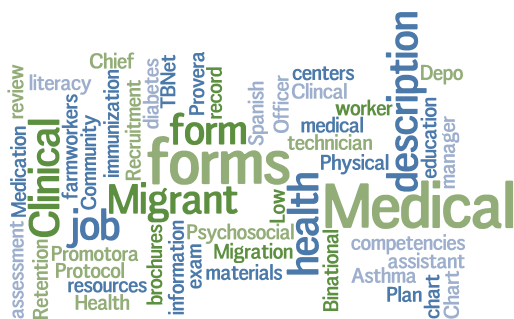 review
literacy
Chief
immunization
Recruitment
diabetes
TBNet
Provera
record
Spanish
Officer
centers
Clincal
description
Depo
worker
medical
technician
Physical
education
manager
Medication
Clinical
farmworkers
Community
form
forms
Migrant
job
health
Low
Medical
assessment
Retention
Promotora
Protocol
resources
Health
brochures
information
exam
Psychosocial
Migration
materials
Binational
competencies
assistant
Asthma
Plan
chart
Chart